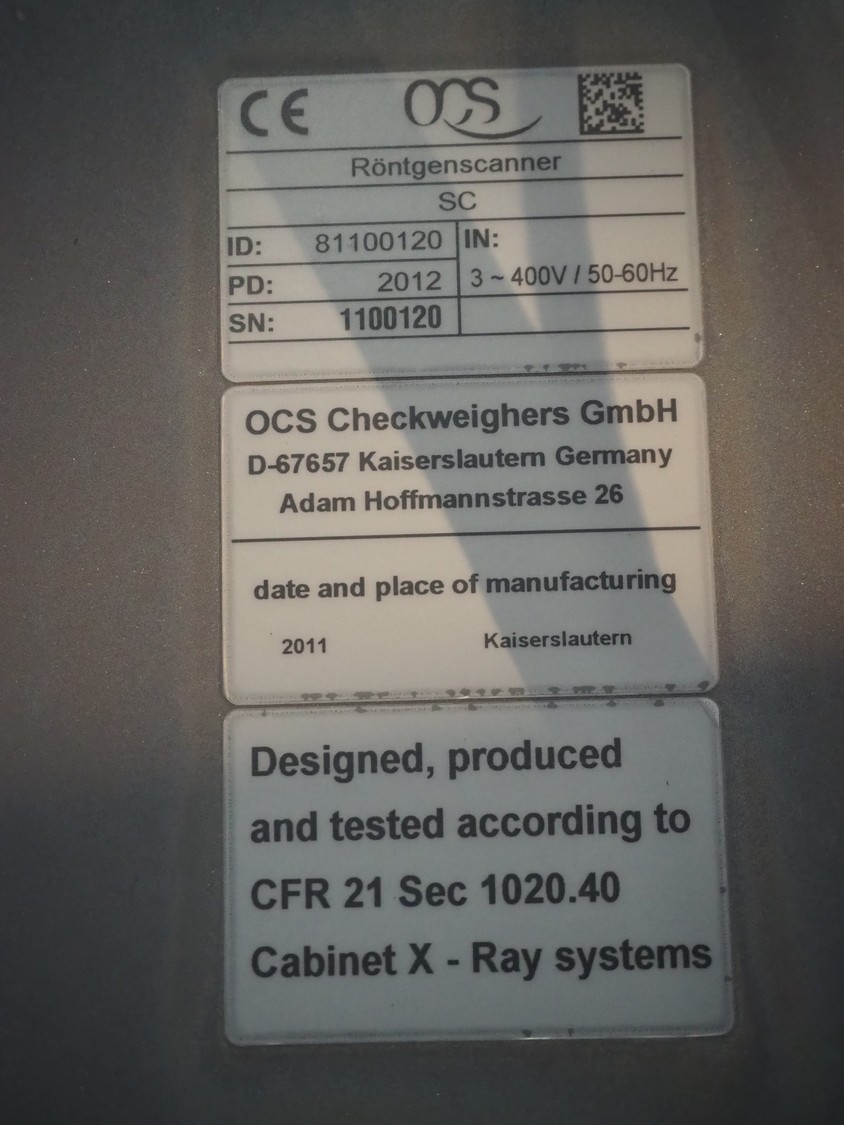 CE OCS
Röntgenscanner
SC
ID: 81100120 IN:
PD: 2012 3 ~ 400V / 50-60Hz
SN: 1100120
OCS Checkweighers GmbH
D-67657 Kaiserslautern Germany
Adam Hoffmannstrasse 26
date and place of manufacturing
2011 Kaiserslautern
Designed, produced
and tested according to
CFR 21 Sec 1020.40
Cabinet X - Ray systems